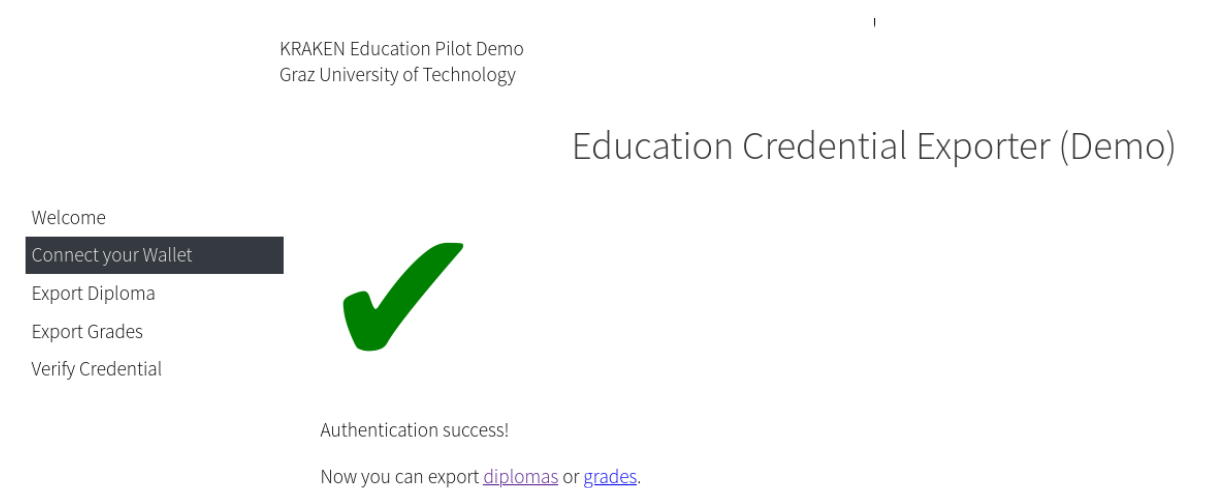 KRAKEN Education Pilot Demo
Graz University of Technology
Education Credential Exporter (Demo)
Welcome
Connect your Wallet
Export Diploma
Export Grades
Verify Credential
Authentication success!
Now you can export diplomas or grades.